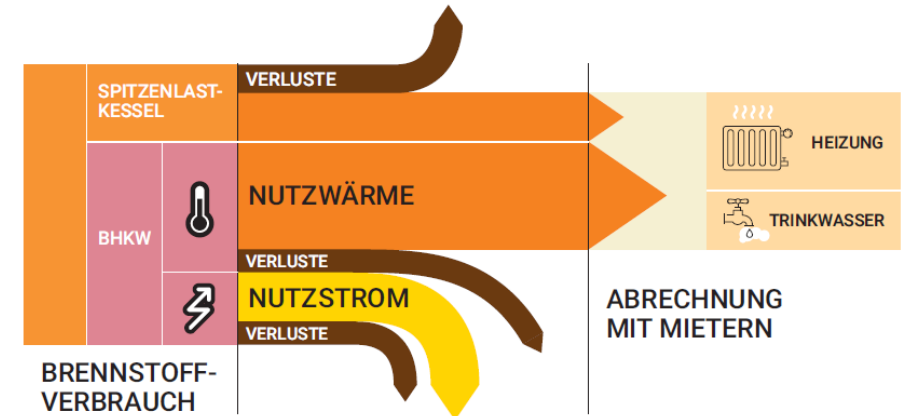 VERLUSTE
SPITZENLAST-
KESSEL
HEIZUNG
NUTZWÄRME
TRINKWASSER
BHKW
VERLUSTE
NUTZSTROM
VERLUSTE
ABRECHNUNG
MIT MIETERN
BRENNSTOFF-
VERBRAUCH